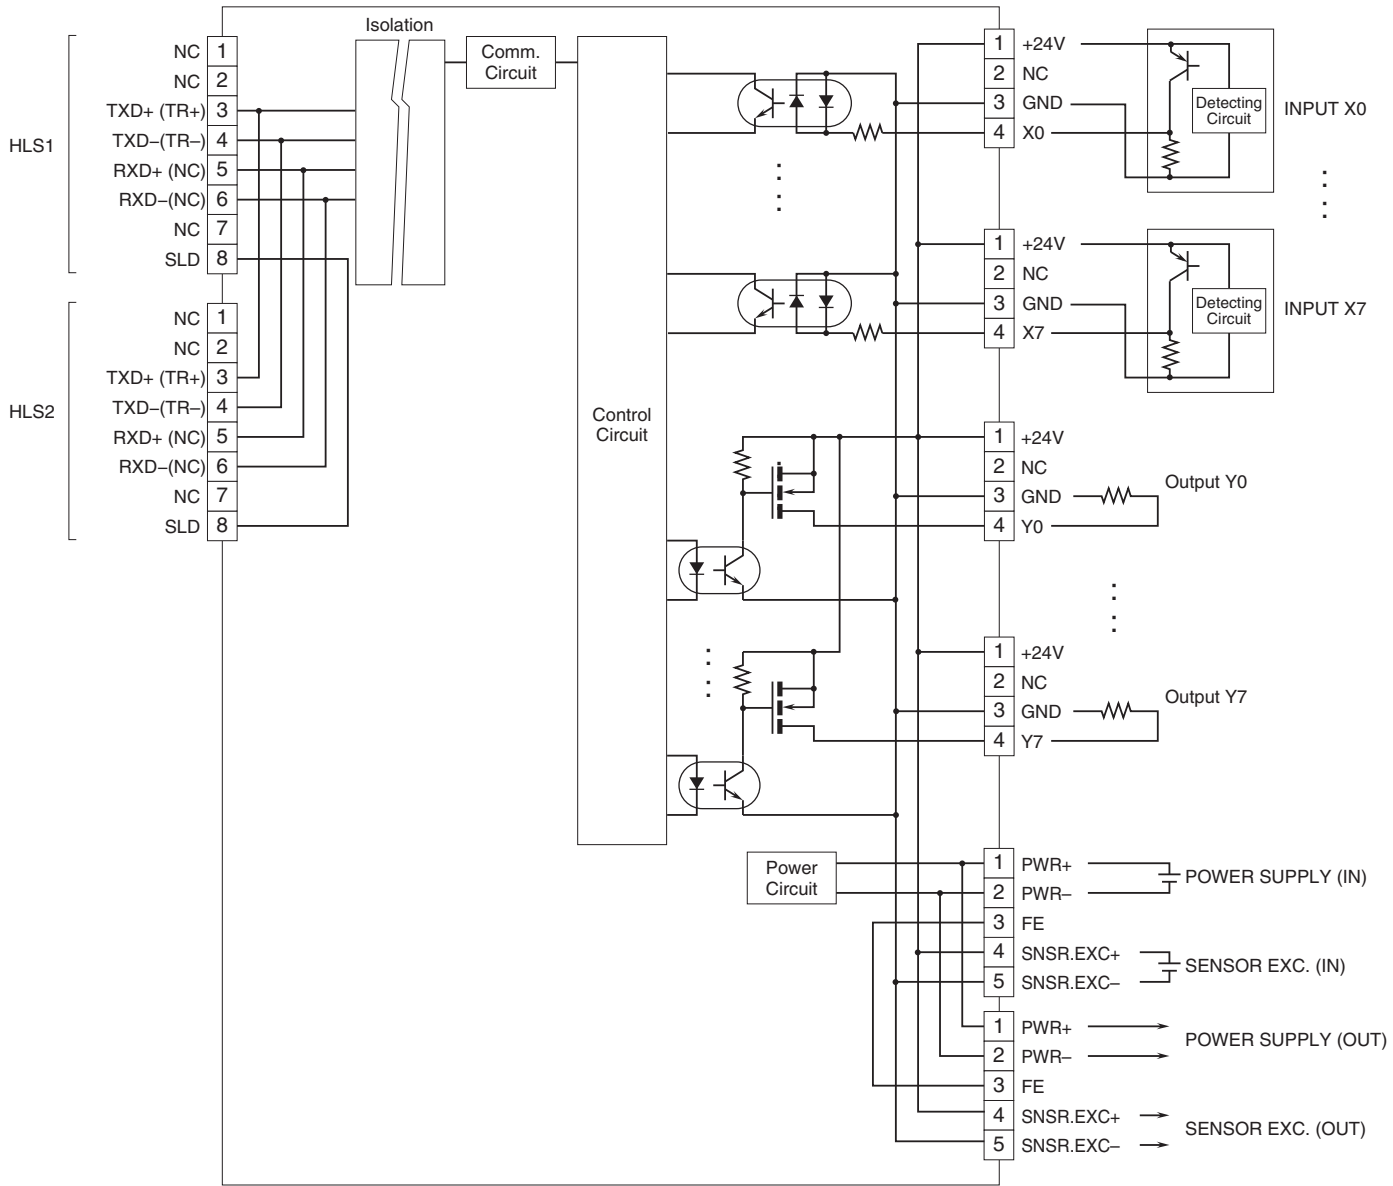 Isolation
HLS1
NC 1
NC 2
TXD+ (TR+) 3
TXD–(TR–) 4
RXD+ (NC) 5
RXD–(NC) 6
NC 7
SLD 8
HLS2
NC 1
NC 2
TXD+ (TR+) 3
TXD–(TR–) 4
RXD+ (NC) 5
RXD–(NC) 6
NC 7
SLD 8
Comm.
Circuit
Control
Circuit
Power
Circuit
1 +24V
2 NC
3 GND
4 X0
Detecting
Circuit
INPUT X0
1 +24V
2 NC
3 GND
4 X7
Detecting
Circuit
INPUT X7
1 +24V
2 NC
3 GND
4 Y0
Output Y0
1 +24V
2 NC
3 GND
4 Y7
Output Y7
1 PWR+
2 PWR–
POWER SUPPLY (IN)
3 FE
4 SNSR.EXC+
5 SNSR.EXC–
SENSOR EXC. (IN)
1 PWR+
2 PWR–
POWER SUPPLY (OUT)
3 FE
4 SNSR.EXC+
5 SNSR.EXC–
SENSOR EXC. (OUT)